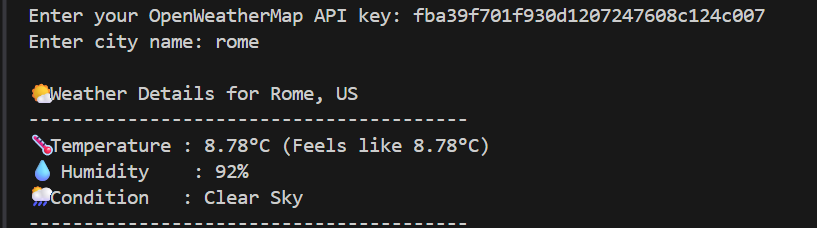 Enter your OpenWeatherMap API key: fba39f701f930d1207247608c124c007
Enter city name: rome
🌤️Weather Details for Rome, US
----------------------------------------
🌡️Temperature : 8.78°C (Feels like 8.78°C)
💧 Humidity    : 92%
🌦️Condition   : Clear Sky
----------------------------------------